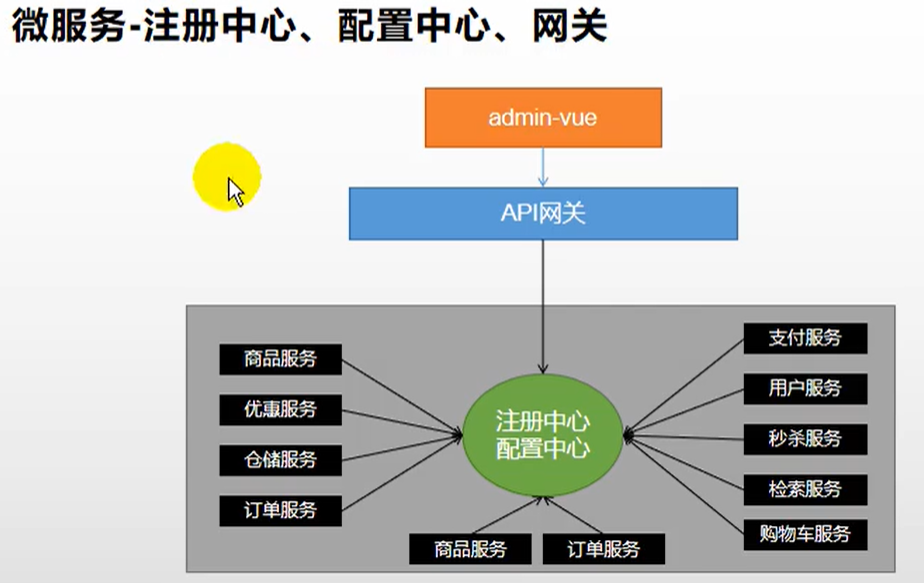 微服务-注册中心、配置中心、网关
admin-vue
API网关
商品服务
优惠服务
仓储服务
订单服务
注册中心
配置中心
支付服务
用户服务
秒杀服务
检索服务
购物车服务
商品服务
订单服务